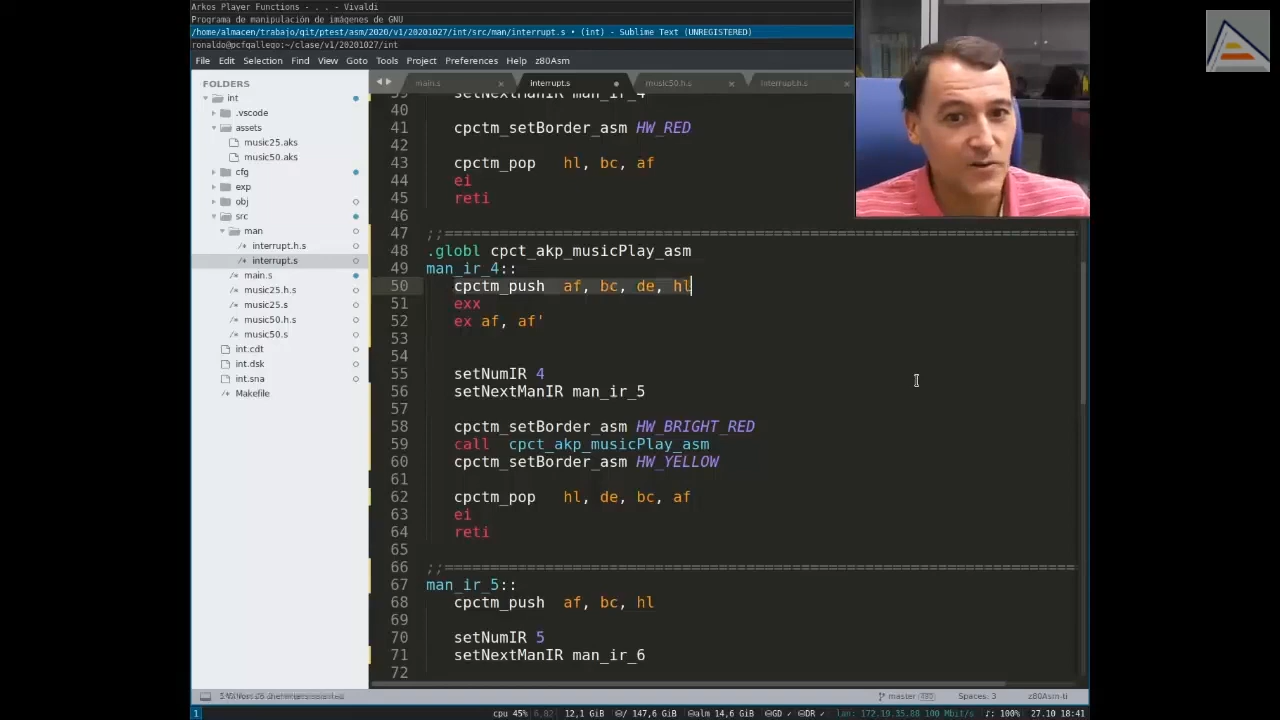 Arkos Player Functions - . . - Vivaldi
Programa de manipulación de imágenes de GNU
/home/almacen/trabajo/git/ptest/asm/2020/v1/20201027/int/src/man/interrupt.s • (int) - Sublime Text (UNREGISTERED)
ronaldo@pcfgallego:~/clase/v1/20201027/int
File Edit Selection Find View Goto Tools Project Preferences Help z80Asm
FOLDERS
int
.vscode
assets
music25.aks
music50.aks
cfg
exp
obj
src
man
interrupt.h.s
interrupt.s
main.s
music25.h.s
music25.s
music50.h.s
music50.s
int.cdt
int.dsk
int.sna
Makefile
main.s × interrupt.s • music50.h.s × interrupt.h.s ×
39 setNextManIR man_ir_4
40
41 cpctm_setBorder_asm HW_RED
42
43 cpctm_pop hl, bc, af
44 ei
45 reti
46
47 ;;====================================================================
48 .globl cpct_akp_musicPlay_asm
49 man_ir_4::
50 cpctm_push af, bc, de, hl
51 exx
52 ex af, af'
53
54
55 setNumIR 4
56 setNextManIR man_ir_5
57
58 cpctm_setBorder_asm HW_BRIGHT_RED
59 call cpct_akp_musicPlay_asm
60 cpctm_setBorder_asm HW_YELLOW
61
62 cpctm_pop hl, de, bc, af
63 ei
64 reti
65
66 ;;====================================================================
67 man_ir_5::
68 cpctm_push af, bc, hl
69
70 setNumIR 5
71 setNextManIR man_ir_6
72
master Spaces: 3 z80Asm-ti
1 cpu 45% 12,1 GiB / 147,6 GiB alm 14,6 GiB GD ✓ DR ✓ lan: 172.19.35.88 100 Mbit/s ♪: 100% 27.10 18:41